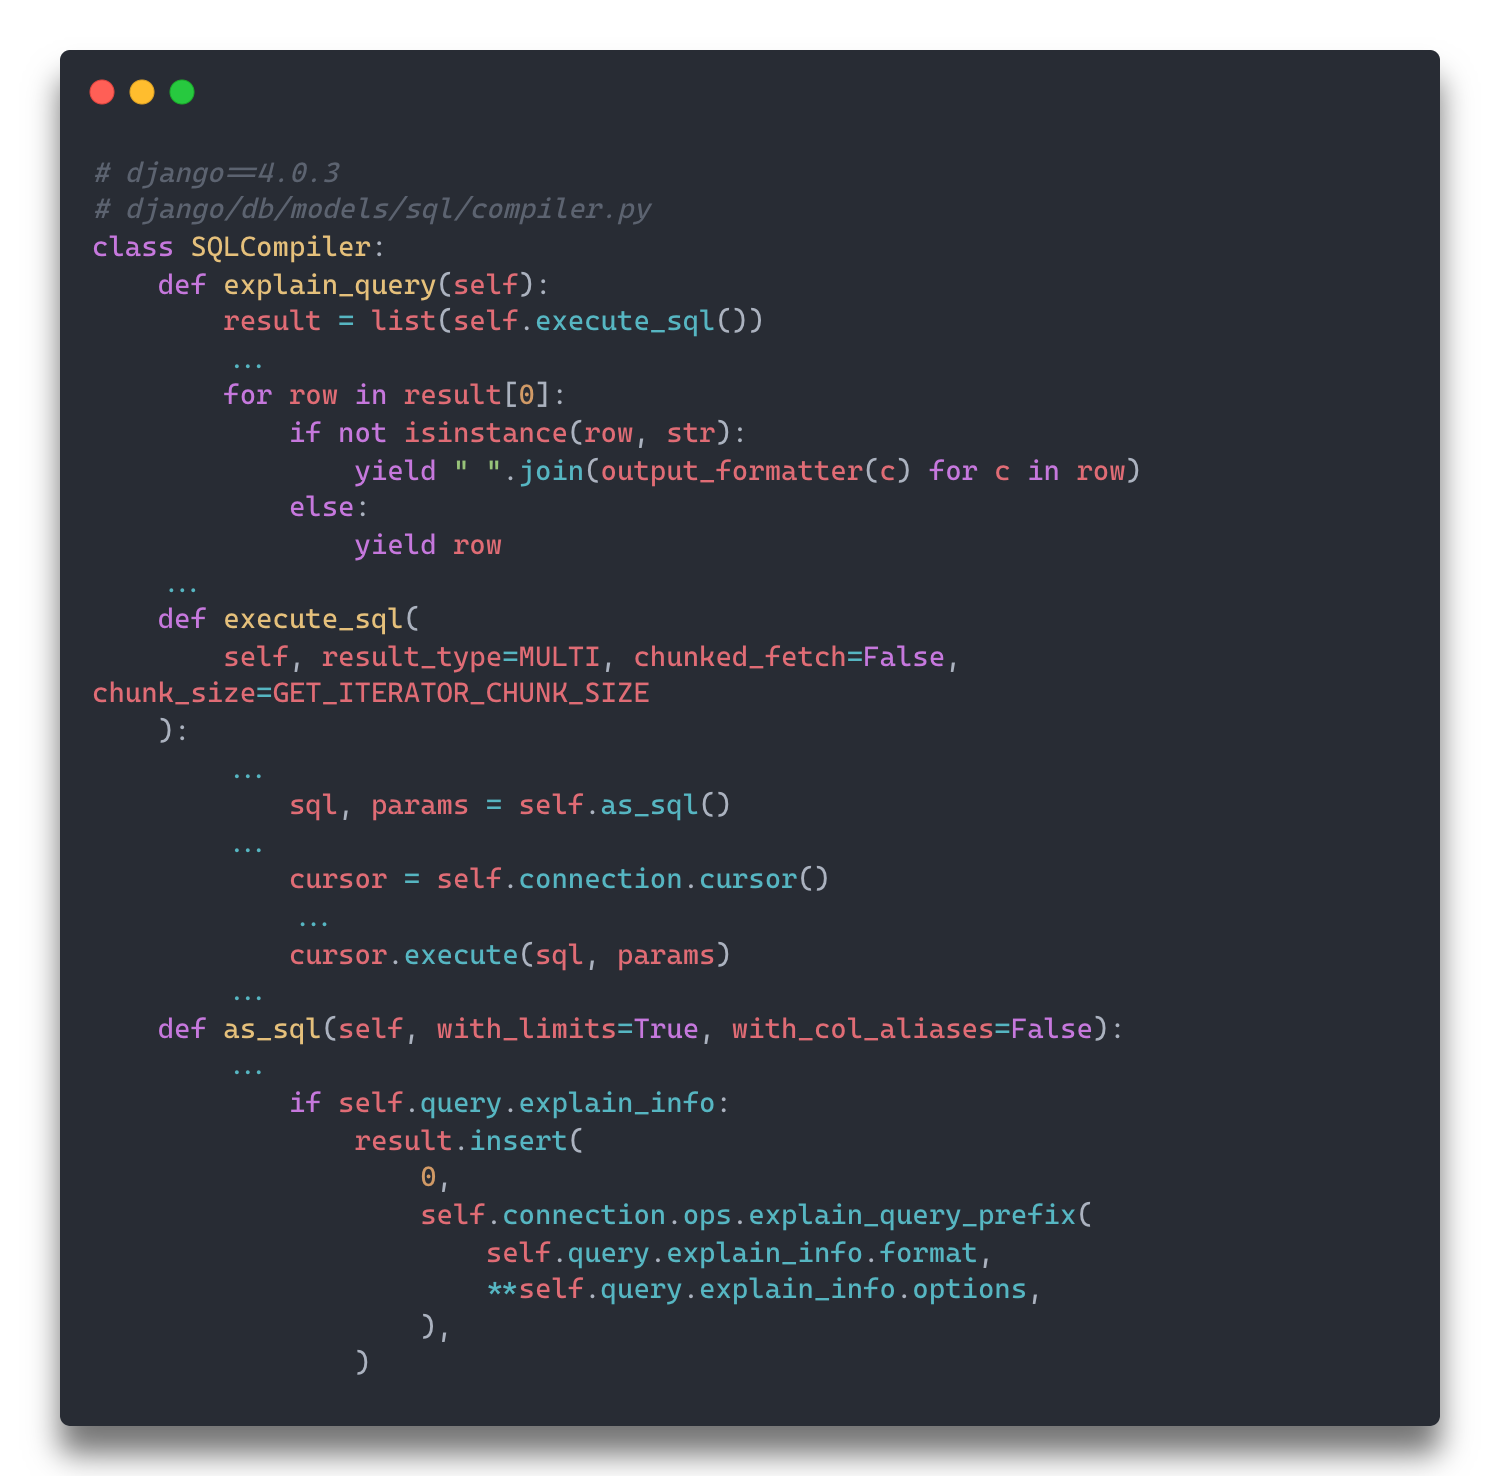 # django==4.0.3
# django/db/models/sql/compiler.py
class SQLCompiler:
    def explain_query(self):
        result = list(self.execute_sql())
        ...
        for row in result[0]:
            if not isinstance(row, str):
                yield " ".join(output_formatter(c) for c in row)
            else:
                yield row
    ...
    def execute_sql(
        self, result_type=MULTI, chunked_fetch=False,
chunk_size=GET_ITERATOR_CHUNK_SIZE
    ):
        ...
            sql, params = self.as_sql()
        ...
            cursor = self.connection.cursor()
            ...
            cursor.execute(sql, params)
        ...
    def as_sql(self, with_limits=True, with_col_aliases=False):
        ...
            if self.query.explain_info:
                result.insert(
                    0,
                    self.connection.ops.explain_query_prefix(
                        self.query.explain_info.format,
                        **self.query.explain_info.options,
                    ),
                )